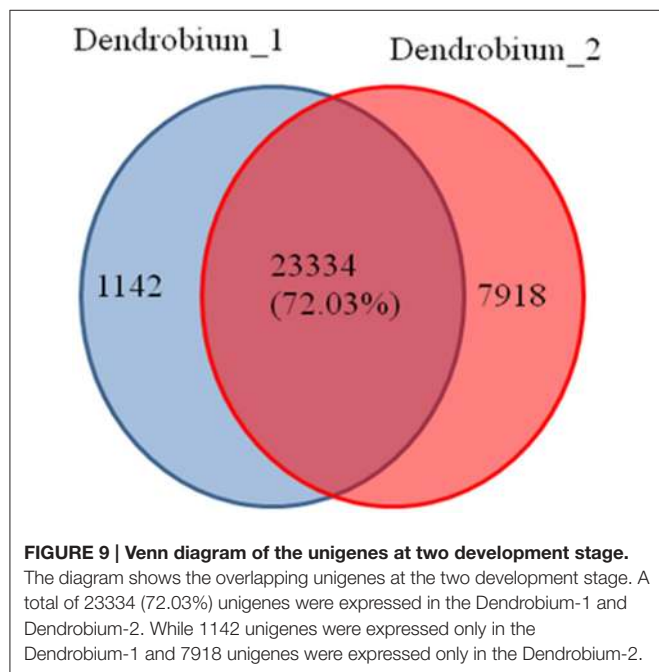 Dendrobium_1
Dendrobium_2
1142
23334
(72.03%)
7918
FIGURE 9 | Venn diagram of the unigenes at two development stage.
The diagram shows the overlapping unigenes at the two development stage. A
total of 23334 (72.03%) unigenes were expressed in the Dendrobium-1 and
Dendrobium-2. While 1142 unigenes were expressed only in the
Dendrobium-1 and 7918 unigenes were expressed only in the Dendrobium-2.